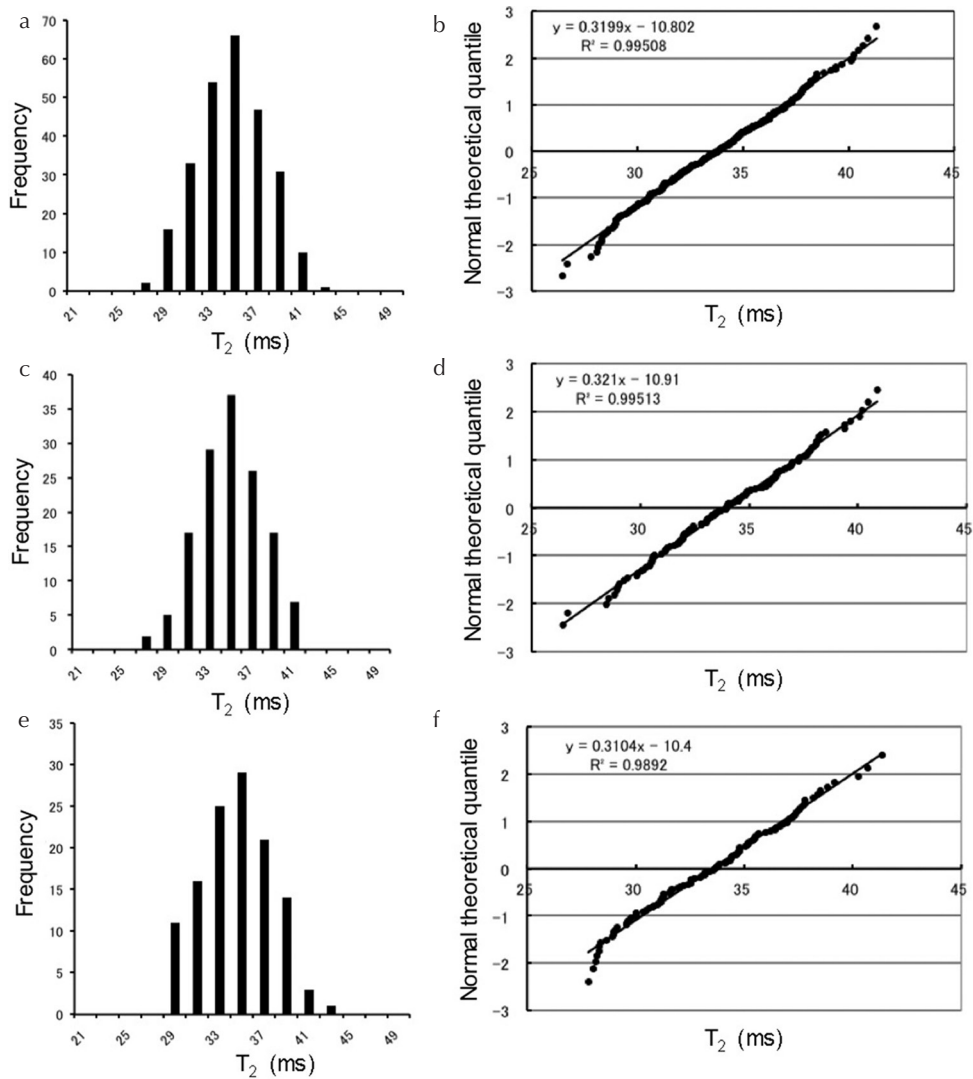 a
70
60
50
40
30
20
10
0
Frequency
21 25 29 33 37 41 45 49
T2 (ms)
b
3
2
1
0
-1
-2
-3
Normal theoretical quantile
y = 0.3199x − 10.802
R² = 0.99508
25 30 35 40 45
T2 (ms)
c
40
35
30
25
20
15
10
5
0
Frequency
21 25 29 33 37 41 45 49
T2 (ms)
d
3
2
1
0
-1
-2
-3
Normal theoretical quantile
y = 0.321x − 10.91
R² = 0.99513
25 30 35 40 45
T2 (ms)
e
35
30
25
20
15
10
5
0
Frequency
21 25 29 33 37 41 45 49
T2 (ms)
f
3
2
1
0
-1
-2
-3
Normal theoretical quantile
y = 0.3104x − 10.4
R² = 0.9892
25 30 35 40 45
T2 (ms)